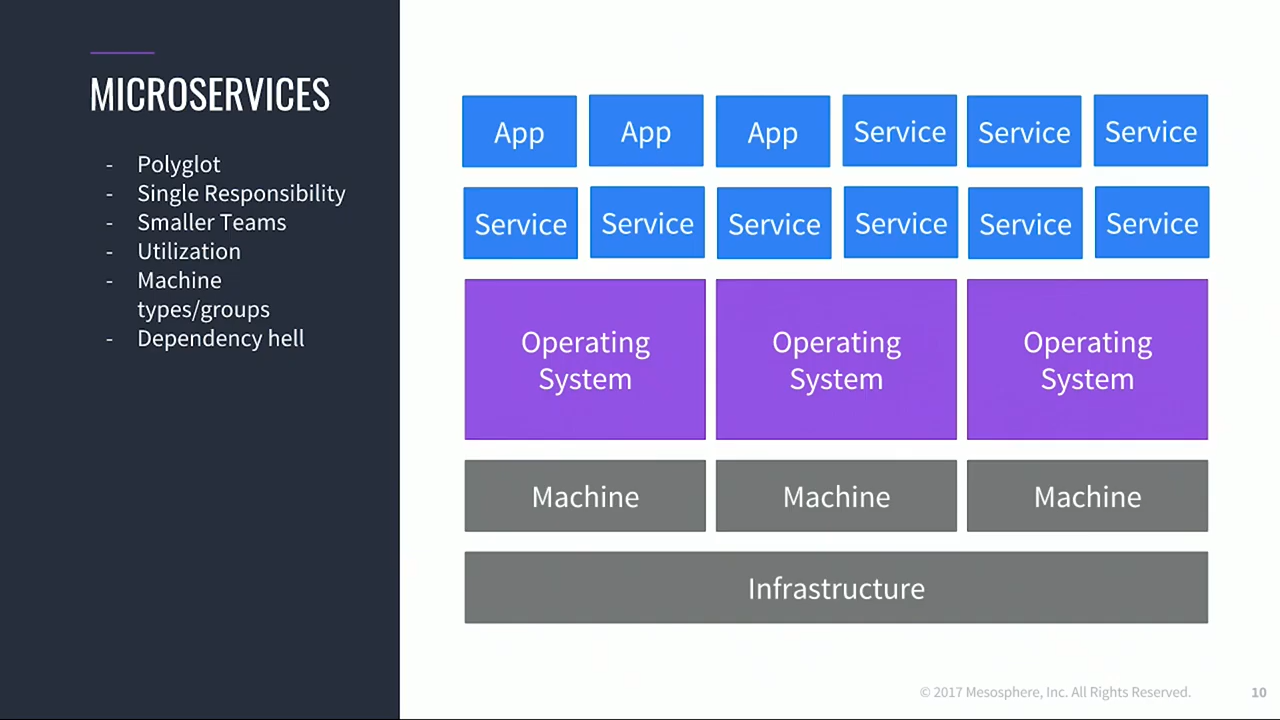 MICROSERVICES
- Polyglot
- Single Responsibility
- Smaller Teams
- Utilization
- Machine
types/groups
- Dependency hell
App App App Service Service Service
Service Service Service Service Service Service
Operating Operating Operating
System System System
Machine Machine Machine
Infrastructure
© 2017 Mesosphere, Inc. All Rights Reserved. 10